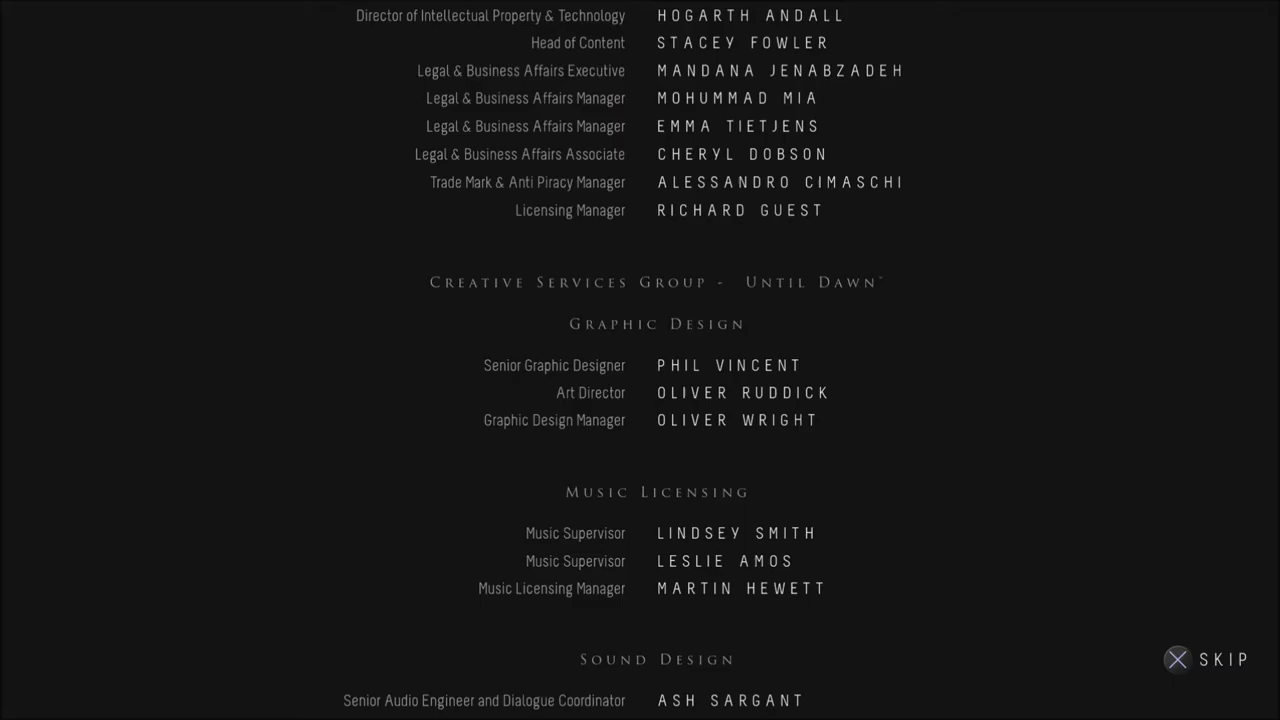 Director of Intellectual Property & Technology HOGARTH ANDALL
Head of Content STACEY FOWLER
Legal & Business Affairs Executive MANDANA JENABZADEH
Legal & Business Affairs Manager MOHUMMAD MIA
Legal & Business Affairs Manager EMMA TIETJENS
Legal & Business Affairs Associate CHERYL DOBSON
Trade Mark & Anti Piracy Manager ALESSANDRO CIMASCHI
Licensing Manager RICHARD GUEST
CREATIVE SERVICES GROUP - UNTIL DAWN™
GRAPHIC DESIGN
Senior Graphic Designer PHIL VINCENT
Art Director OLIVER RUDDICK
Graphic Design Manager OLIVER WRIGHT
MUSIC LICENSING
Music Supervisor LINDSEY SMITH
Music Supervisor LESLIE AMOS
Music Licensing Manager MARTIN HEWETT
SOUND DESIGN
SKIP
Senior Audio Engineer and Dialogue Coordinator ASH SARGANT